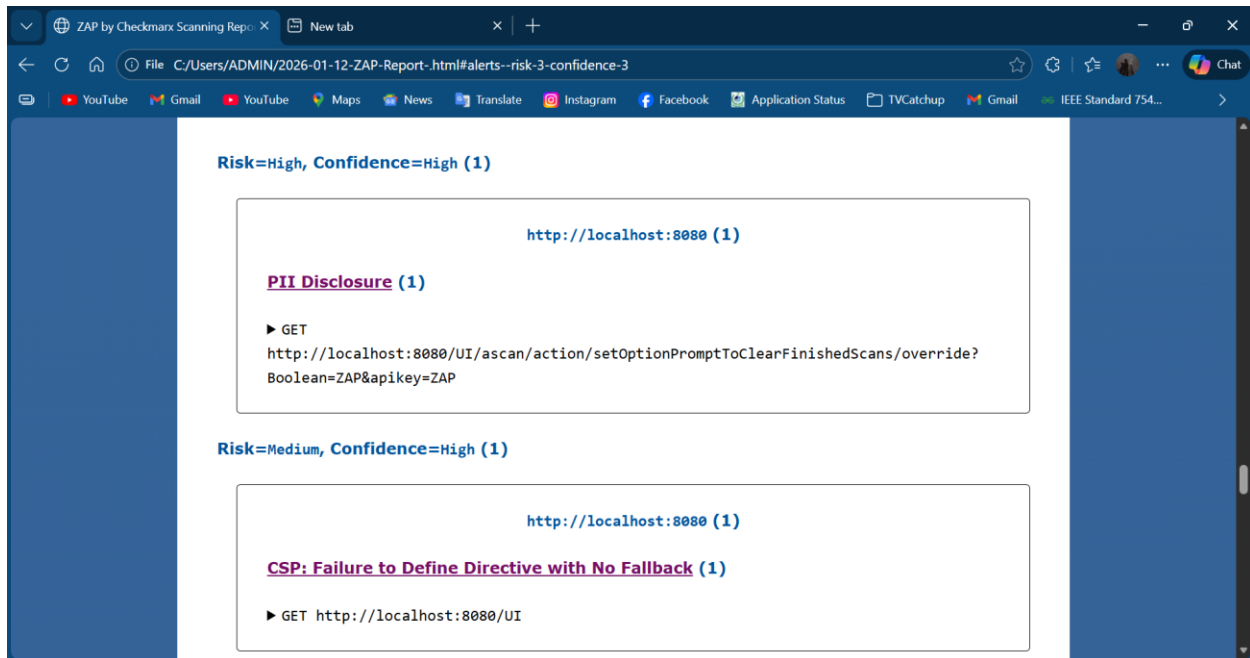 ZAP by Checkmarx Scanning Repo
New tab
File C:/Users/ADMIN/2026-01-12-ZAP-Report-.html#alerts--risk-3-confidence-3
Chat
YouTube Gmail YouTube Maps News Translate Instagram Facebook Application Status TVCatchup Gmail IEEE Standard 754...
Risk=High, Confidence=High (1)
http://localhost:8080 (1)
PII Disclosure (1)
▶ GET
http://localhost:8080/UI/ascan/action/setOptionPromptToClearFinishedScans/override?
Boolean=ZAP&apikey=ZAP
Risk=Medium, Confidence=High (1)
http://localhost:8080 (1)
CSP: Failure to Define Directive with No Fallback (1)
▶ GET http://localhost:8080/UI